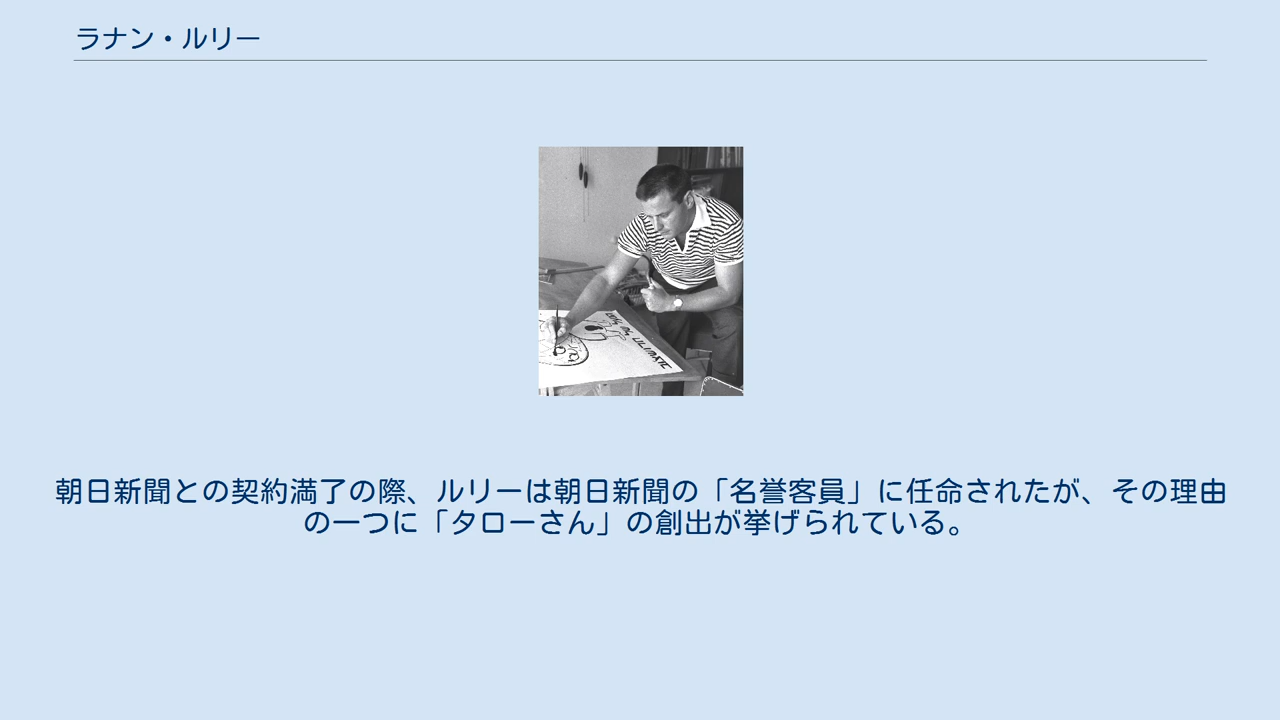 ラナン・ルリー
朝日新聞との契約満了の際、ルリーは朝日新聞の「名誉客員」に任命されたが、その理由
の一つに「タローさん」の創出が挙げられている。